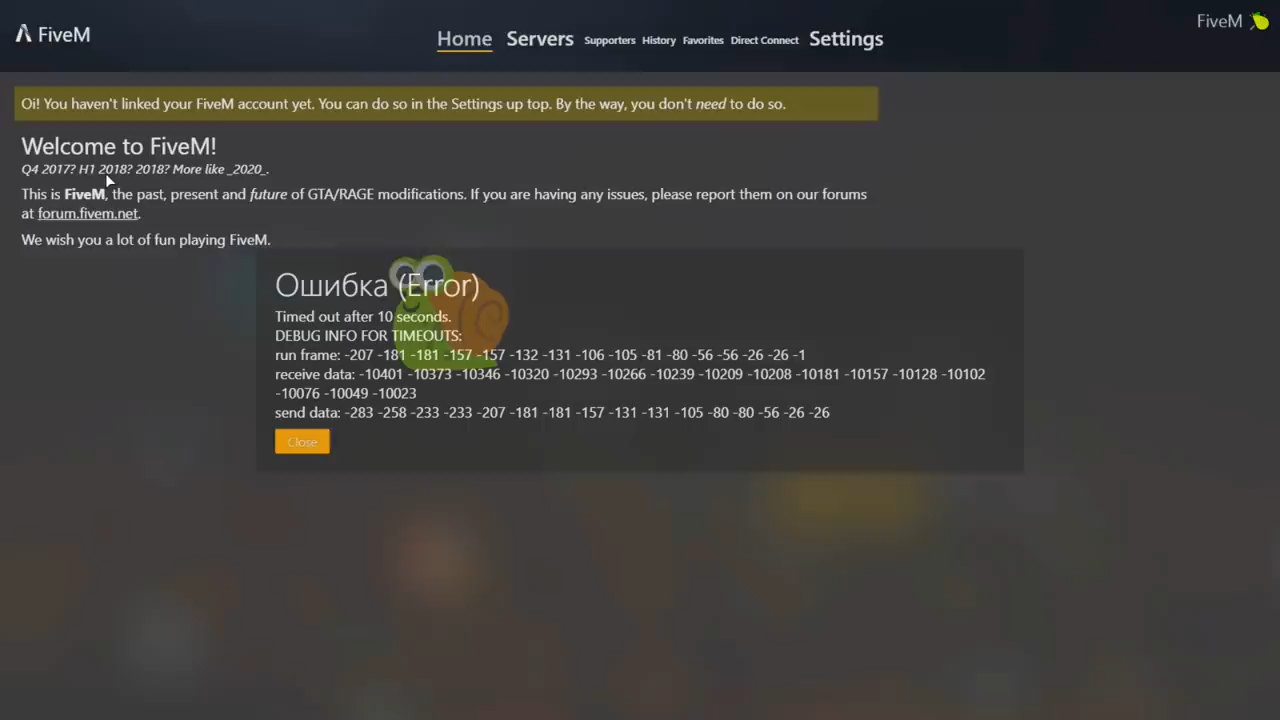 FiveM
FiveM
Home Servers Supporters History Favorites Direct Connect Settings
Oi! You haven't linked your FiveM account yet. You can do so in the Settings up top. By the way, you don't need to do so.
Welcome to FiveM!
Q4 2017? H1 2018? 2018? More like _2020_.
This is FiveM, the past, present and future of GTA/RAGE modifications. If you are having any issues, please report them on our forums
at forum.fivem.net.
We wish you a lot of fun playing FiveM.
Ошибка (Error)
Timed out after 10 seconds.
DEBUG INFO FOR TIMEOUTS:
run frame: -207 -181 -181 -157 -157 -132 -131 -106 -105 -81 -80 -56 -56 -26 -26 -1
receive data: -10401 -10373 -10346 -10320 -10293 -10266 -10239 -10209 -10208 -10181 -10157 -10128 -10102
-10076 -10049 -10023
send data: -283 -258 -233 -233 -207 -181 -181 -157 -131 -131 -105 -80 -80 -56 -26 -26
Close